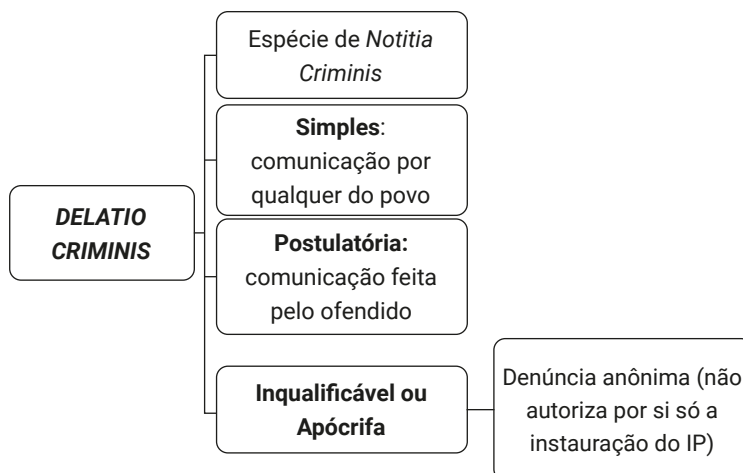 Espécie de Notitia
Criminis
Simples:
comunicação por
qualquer do povo
DELATIO
CRIMINIS
Postulatória:
comunicação feita
pelo ofendido
Inqualificável ou
Apócrifa
Denúncia anônima (não
autoriza por si só a
instauração do IP)